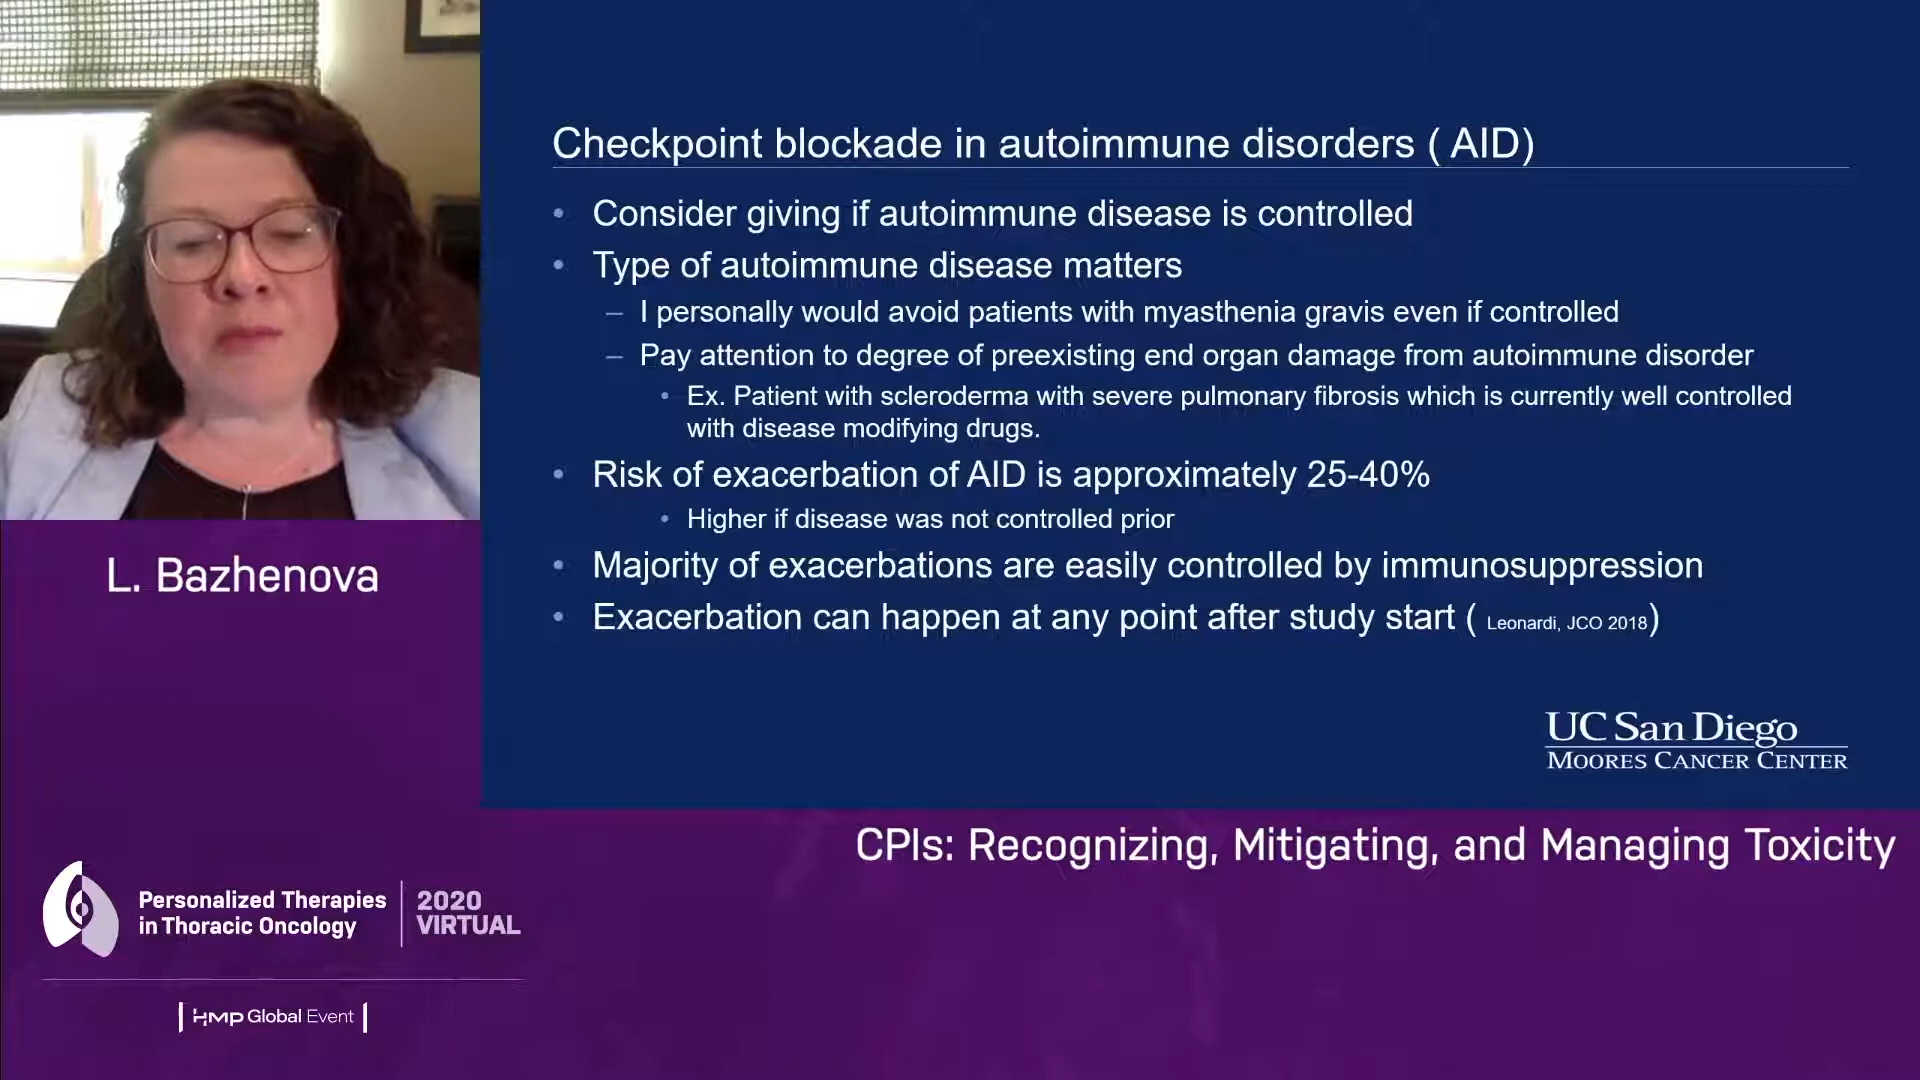 Checkpoint blockade in autoimmune disorders ( AID)
• Consider giving if autoimmune disease is controlled
• Type of autoimmune disease matters
– I personally would avoid patients with myasthenia gravis even if controlled
– Pay attention to degree of preexisting end organ damage from autoimmune disorder
• Ex. Patient with scleroderma with severe pulmonary fibrosis which is currently well controlled
with disease modifying drugs.
• Risk of exacerbation of AID is approximately 25-40%
• Higher if disease was not controlled prior
• Majority of exacerbations are easily controlled by immunosuppression
• Exacerbation can happen at any point after study start ( Leonardi, JCO 2018)
UC San Diego
MOORES CANCER CENTER
L. Bazhenova
CPIs: Recognizing, Mitigating, and Managing Toxicity
Personalized Therapies
in Thoracic Oncology
2020
VIRTUAL
HMP Global Event